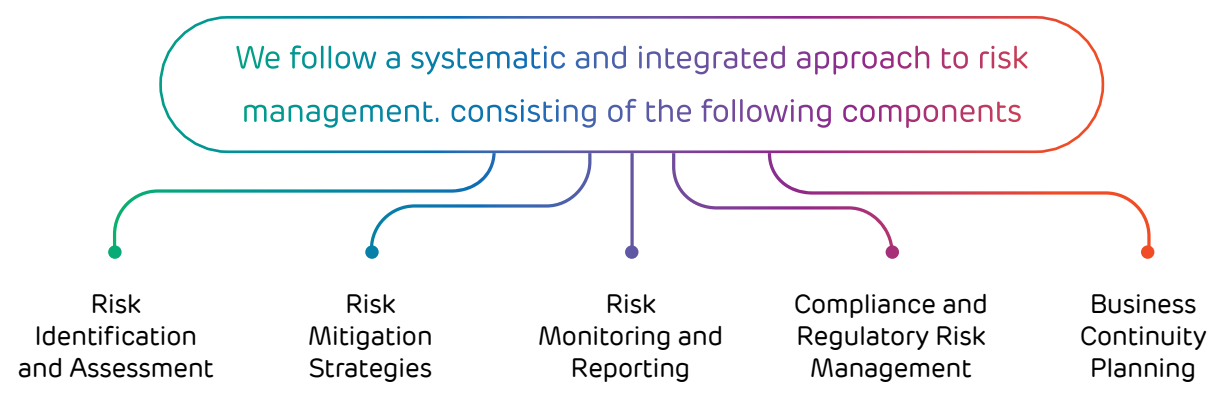 We follow a systematic and integrated approach to risk
management. consisting of the following components
Risk
Identification
and Assessment
Risk
Mitigation
Strategies
Risk
Monitoring and
Reporting
Compliance and
Regulatory Risk
Management
Business
Continuity
Planning